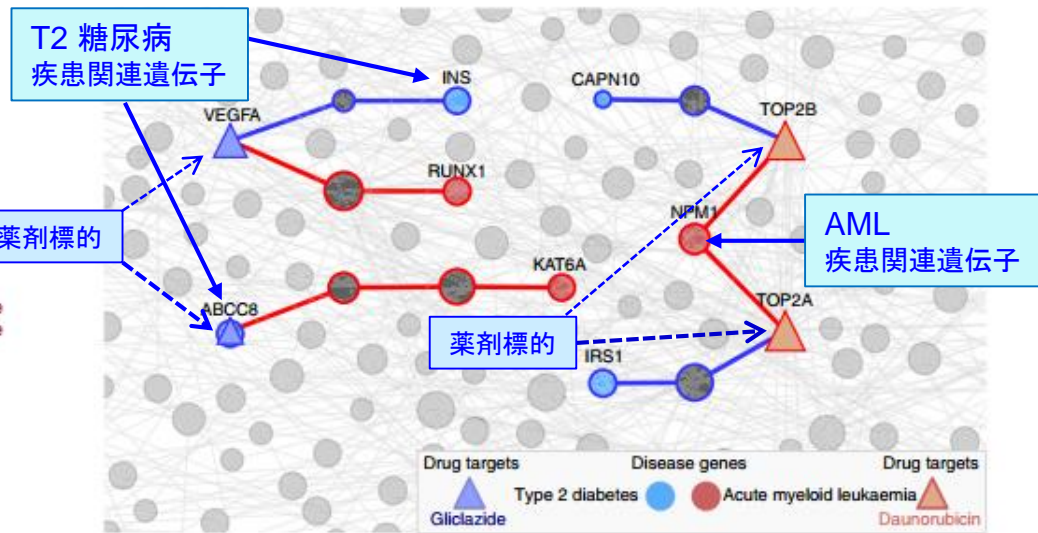 T2 糖尿病
疾患関連遺伝子
INS
CAPN10
VEGFA
TOP2B
RUNX1
NPM1
薬剤標的
AML
疾患関連遺伝子
KAT6A
ABCC8
TOP2A
薬剤標的
IRS1
Drug targets Disease genes Drug targets
Type 2 diabetes Acute myeloid leukaemia
Gliclazide Daunorubicin